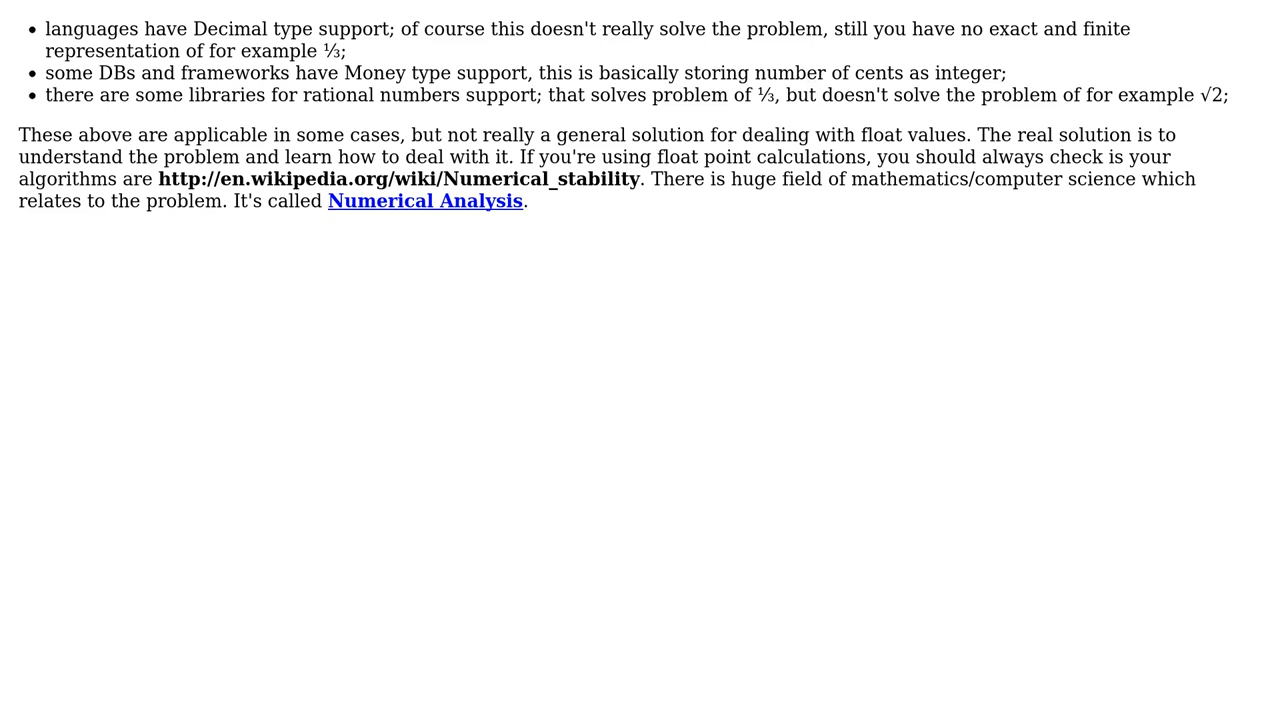 languages have Decimal type support; of course this doesn't really solve the problem, still you have no exact and finite
representation of for example ⅓;
some DBs and frameworks have Money type support, this is basically storing number of cents as integer;
there are some libraries for rational numbers support; that solves problem of ⅓, but doesn't solve the problem of for example √2;
These above are applicable in some cases, but not really a general solution for dealing with float values. The real solution is to
understand the problem and learn how to deal with it. If you're using float point calculations, you should always check is your
algorithms are http://en.wikipedia.org/wiki/Numerical_stability. There is huge field of mathematics/computer science which
relates to the problem. It's called Numerical Analysis.